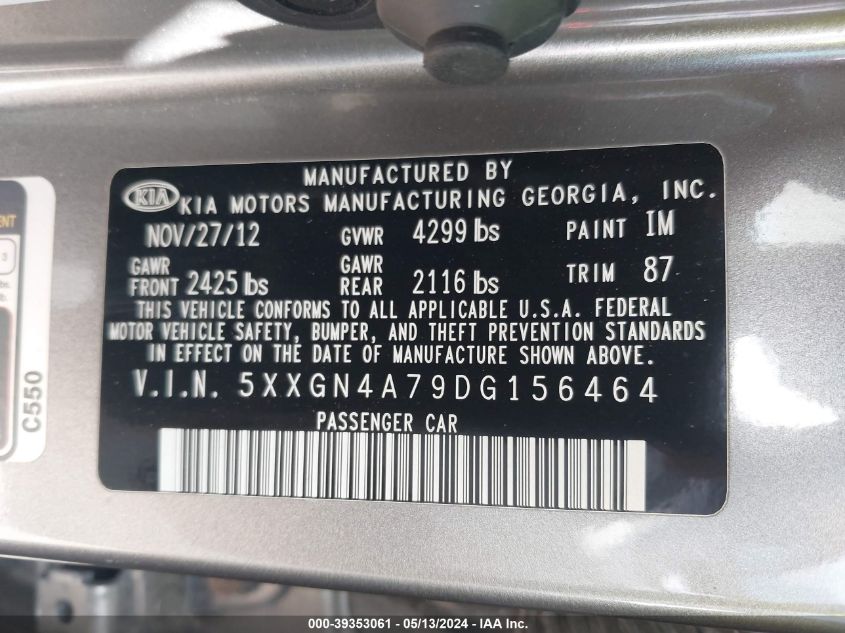 MANUFACTURED BY
KIA KIA MOTORS MANUFACTURING GEORGIA, INC.
NOV/27/12 GVWR 4299 lbs PAINT IM
GAWR FRONT 2425 lbs GAWR REAR 2116 lbs TRIM 87
THIS VEHICLE CONFORMS TO ALL APPLICABLE U.S.A. FEDERAL
MOTOR VEHICLE SAFETY, BUMPER, AND THEFT PREVENTION STANDARDS
IN EFFECT ON THE DATE OF MANUFACTURE SHOWN ABOVE.
V.I.N. 5XXGN4A79DG156464
PASSENGER CAR
C550
000-39353061 - 05/13/2024 - © IAA, Inc.